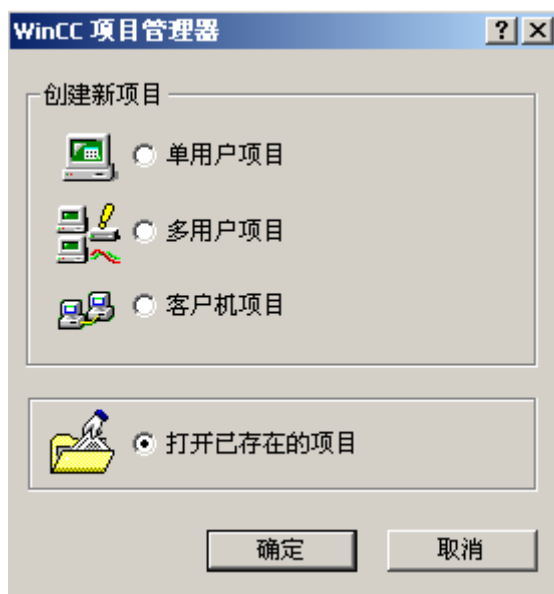 WinCC 项目管理器
创建新项目
单用户项目
多用户项目
客户机项目
打开已存在的项目
确定
取消